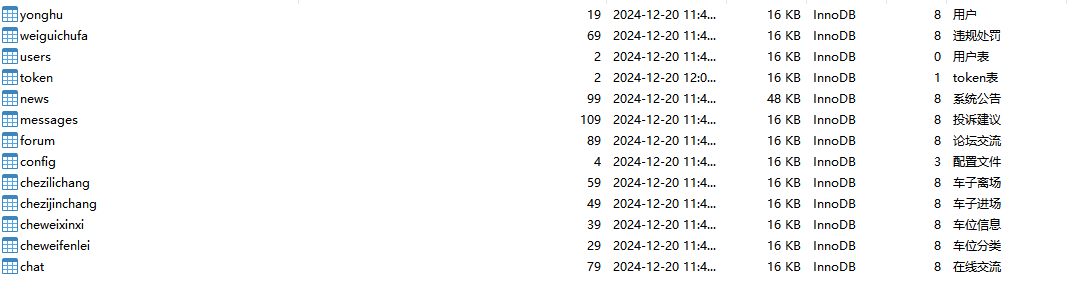 yonghu 19 2024-12-20 11:4... 16 KB InnoDB 8 用户
weiguichufa 69 2024-12-20 11:4... 16 KB InnoDB 8 违规处罚
users 2 2024-12-20 11:4... 16 KB InnoDB 0 用户表
token 2 2024-12-20 12:0... 16 KB InnoDB 1 token表
news 99 2024-12-20 11:4... 48 KB InnoDB 8 系统公告
messages 109 2024-12-20 11:4... 16 KB InnoDB 8 投诉建议
forum 89 2024-12-20 11:4... 16 KB InnoDB 8 论坛交流
config 4 2024-12-20 11:4... 16 KB InnoDB 3 配置文件
chezilichang 59 2024-12-20 11:4... 16 KB InnoDB 8 车子离场
chezijinchang 49 2024-12-20 11:4... 16 KB InnoDB 8 车子进场
cheweixinxi 39 2024-12-20 11:4... 16 KB InnoDB 8 车位信息
cheweifenlei 29 2024-12-20 11:4... 16 KB InnoDB 8 车位分类
chat 79 2024-12-20 11:4... 16 KB InnoDB 8 在线交流